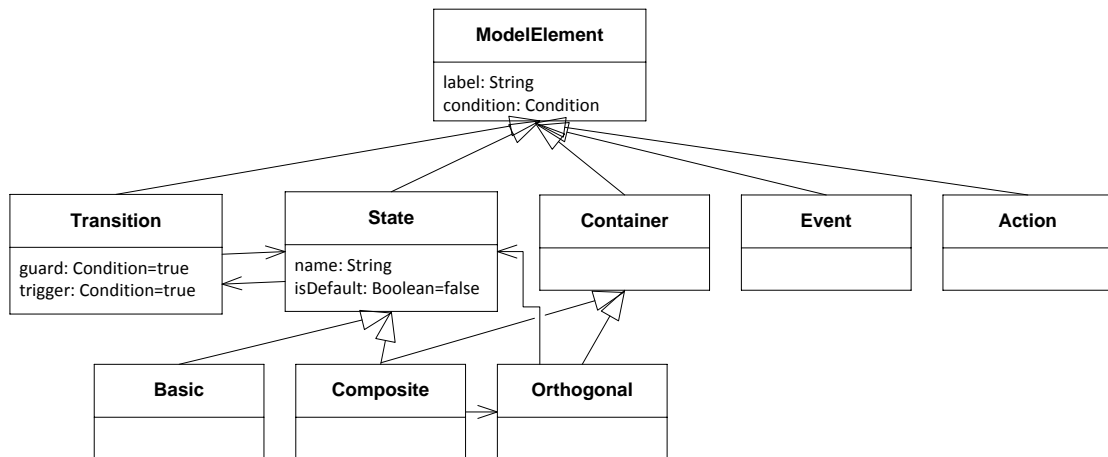 ModelElement
label: String
condition: Condition
Transition
guard: Condition=true
trigger: Condition=true
State
name: String
isDefault: Boolean=false
Container
Event
Action
Basic
Composite
Orthogonal